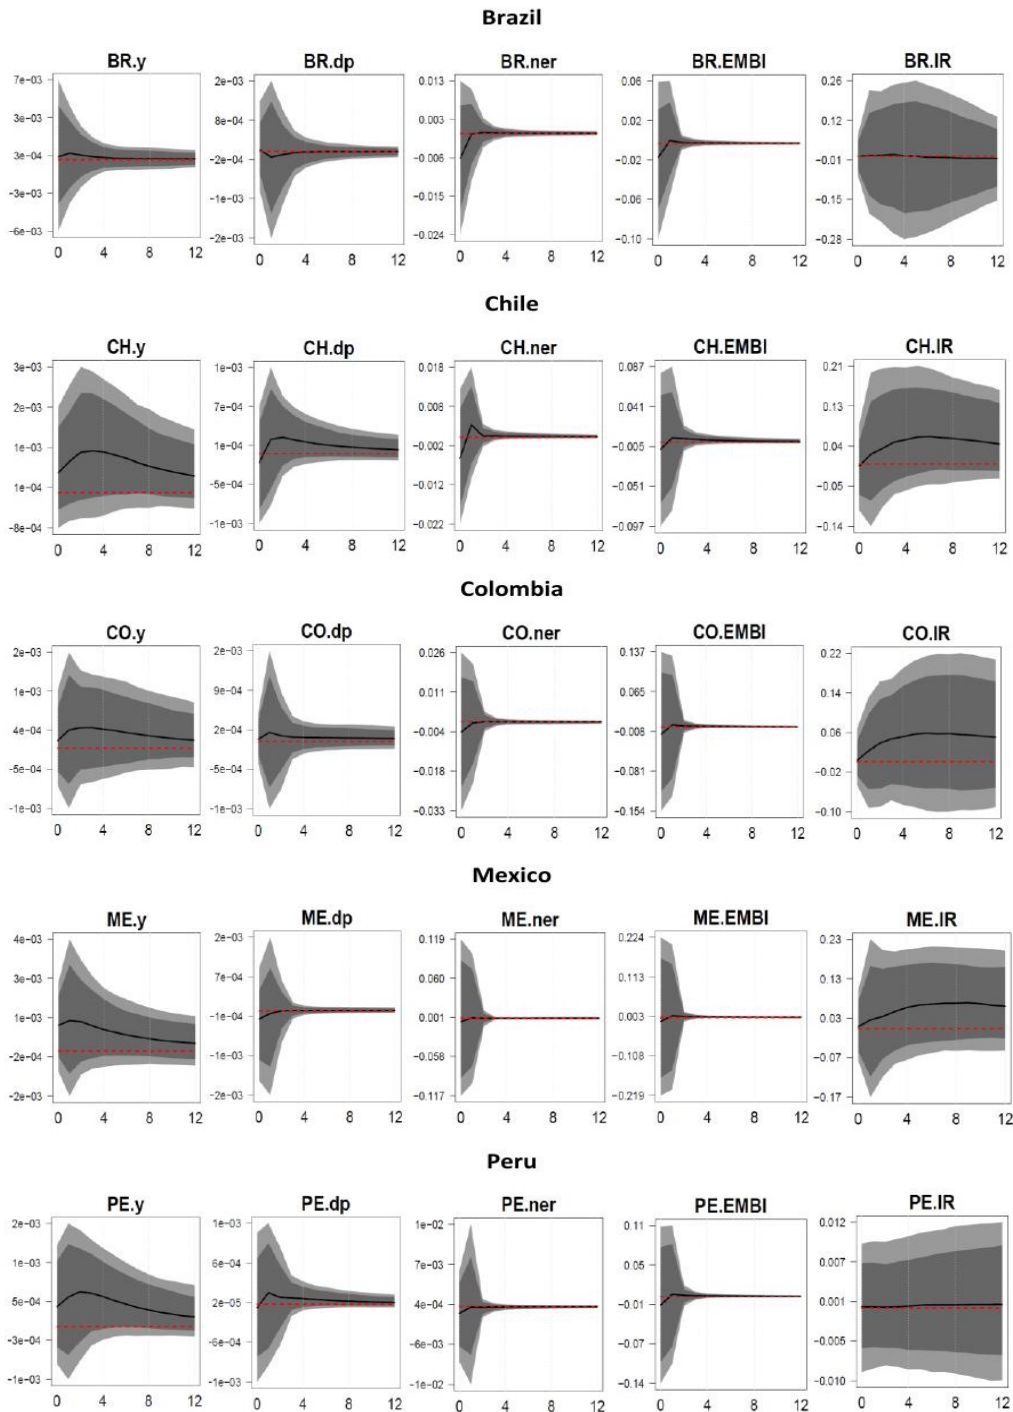 Brazil
BR.y BR.dp BR.ner BR.EMBI BR.IR
7e−03 2e−03 0.013 0.06 0.26
3e−03 8e−04 0.003 0.02 0.12
3e−04 −2e−04 −0.006 −0.02 −0.01
−3e−03 −1e−03 −0.015 −0.06 −0.15
−6e−03 −2e−03 −0.024 −0.10 −0.28
0 4 8 12 0 4 8 12 0 4 8 12 0 4 8 12 0 4 8 12
Chile
CH.y CH.dp CH.ner CH.EMBI CH.IR
3e−03 1e−03 0.018 0.087 0.21
2e−03 7e−04 0.008 0.041 0.13
1e−03 1e−04 −0.002 −0.005 0.04
1e−04 −5e−04 −0.012 −0.051 −0.05
−8e−04 −1e−03 −0.022 −0.097 −0.14
0 4 8 12 0 4 8 12 0 4 8 12 0 4 8 12 0 4 8 12
Colombia
CO.y CO.dp CO.ner CO.EMBI CO.IR
2e−03 2e−03 0.026 0.137 0.22
1e−03 9e−04 0.011 0.065 0.14
4e−04 2e−04 −0.004 −0.008 0.06
−5e−04 −5e−04 −0.018 −0.081 −0.02
−1e−03 −1e−03 −0.033 −0.154 −0.10
0 4 8 12 0 4 8 12 0 4 8 12 0 4 8 12 0 4 8 12
Mexico
ME.y ME.dp ME.ner ME.EMBI ME.IR
4e−03 2e−03 0.119 0.224 0.23
3e−03 7e−04 0.060 0.113 0.13
1e−03 −1e−04 0.001 0.003 0.03
−2e−04 −1e−03 −0.058 −0.108 −0.07
−2e−03 −2e−03 −0.117 −0.219 −0.17
0 4 8 12 0 4 8 12 0 4 8 12 0 4 8 12 0 4 8 12
Peru
PE.y PE.dp PE.ner PE.EMBI PE.IR
2e−03 1e−03 1e−02 0.11 0.012
1e−03 6e−04 7e−03 0.05 0.007
5e−04 2e−05 4e−04 −0.01 0.001
−3e−04 −6e−04 −6e−03 −0.07 −0.005
−1e−03 −1e−03 −1e−02 −0.14 −0.010
0 4 8 12 0 4 8 12 0 4 8 12 0 4 8 12 0 4 8 12